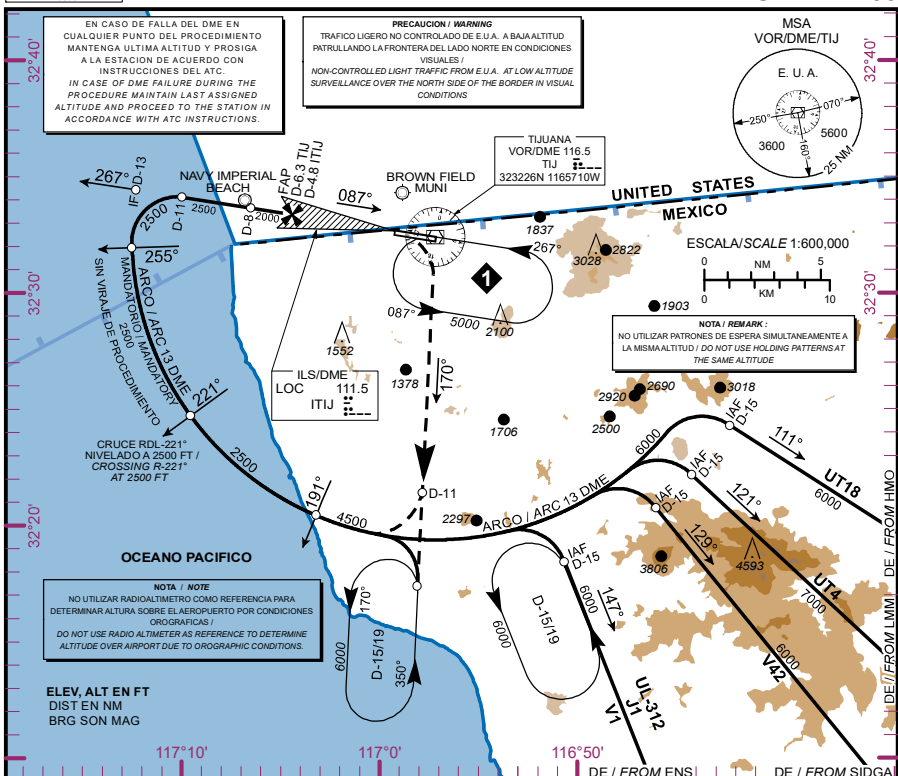 EN CASO DE FALLA DEL DME EN
CUALQUIER PUNTO DEL PROCEDIMIENTO
MANTENGA ULTIMA ALTITUD Y PROSIGA
A LA ESTACION DE ACUERDO CON
INSTRUCCIONES DEL ATC.
IN CASE OF DME FAILURE DURING THE
PROCEDURE MAINTAIN LAST ASSIGNED
ALTITUDE AND PROCEED TO THE STATION IN
ACCORDANCE WITH ATC INSTRUCTIONS.
PRECAUCION / WARNING
TRAFICO LIGERO NO CONTROLADO DE E.U.A. A BAJA ALTITUD
PATRULLANDO LA FRONTERA DEL LADO NORTE EN CONDICIONES
VISUALES /
NON-CONTROLLED LIGHT TRAFFIC FROM E.U.A. AT LOW ALTITUDE
SURVEILLANCE OVER THE NORTH SIDE OF THE BORDER IN VISUAL
CONDITIONS
MSA
VOR/DME/TIJ
E. U. A.
250°
070°
160°
3600
5600
25 NM
32°40'
32°30'
32°20'
TIJUANA
VOR/DME 116.5
TIJ
323226N 1165710W
267°
IF D-13
NAVY IMPERIAL
BEACH
FAP
D-6.3 TIJ
D-4.8 ITIJ
087°
BROWN FIELD
MUNI
UNITED STATES
MEXICO
2500
D-11
2500
D-8
2000
255°
1837
267°
3028
2822
ESCALA/SCALE 1:600,000
0 NM 5
0 KM 10
1
1903
087°
5000
2100
NOTA / REMARK :
NO UTILIZAR PATRONES DE ESPERA SIMULTANEAMENTE A
LA MISMA ALTITUD / DO NOT USE HOLDING PATTERNS AT
THE SAME ALTITUDE
ARCO / ARC 13 DME
MANDATORIO / MANDATORY
2500
SIN VIRAJE DE PROCEDIMIENTO
1552
ILS/DME
LOC 111.5
ITIJ
1378
170°
1706
2690
2920
2500
3018
221°
CRUCE RDL-221°
NIVELADO A 2500 FT /
CROSSING R-221°
AT 2500 FT
2500
6000
IAF
D-15
111°
UT18
6000
IAF
D-15
121°
IAF
D-15
129°
191°
4500
D-11
2297
ARCO / ARC 13 DME
3806
4593
UT4
7000
DE / FROM HMO
OCEANO PACIFICO
NOTA / NOTE
NO UTILIZAR RADIOALTIMETRO COMO REFERENCIA PARA
DETERMINAR ALTURA SOBRE EL AEROPUERTO POR CONDICIONES
OROGRAFICAS /
DO NOT USE RADIO ALTIMETER AS REFERENCE TO DETERMINE
ALTITUDE OVER AIRPORT DUE TO OROGRAPHIC CONDITIONS.
170°
6000
D-15/19
350°
IAF
D-15
6000
147°
6000
D-15/19
6000
V42
DE / FROM LMM
UL-312
J1
V1
ELEV, ALT EN FT
DIST EN NM
BRG SON MAG
117°10'
117°0'
116°50'
DE / FROM ENS
DE / FROM SIDGA